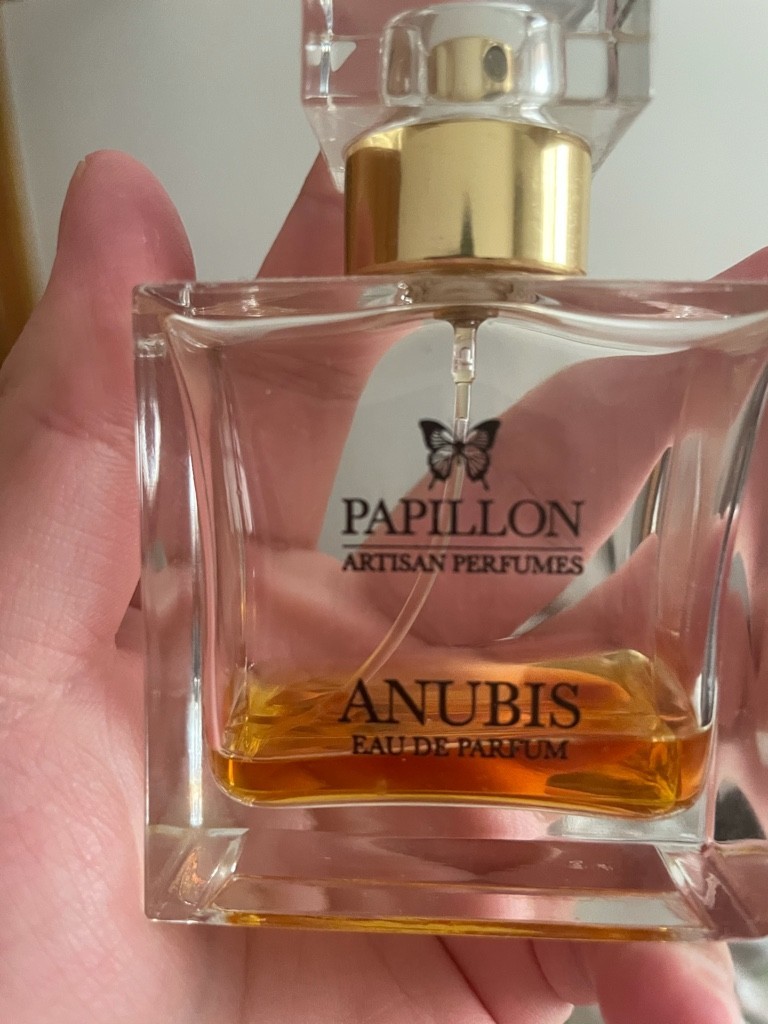 PAPILLON
ARTISAN PERFUMES
ANUBIS
EAU DE PARFUM